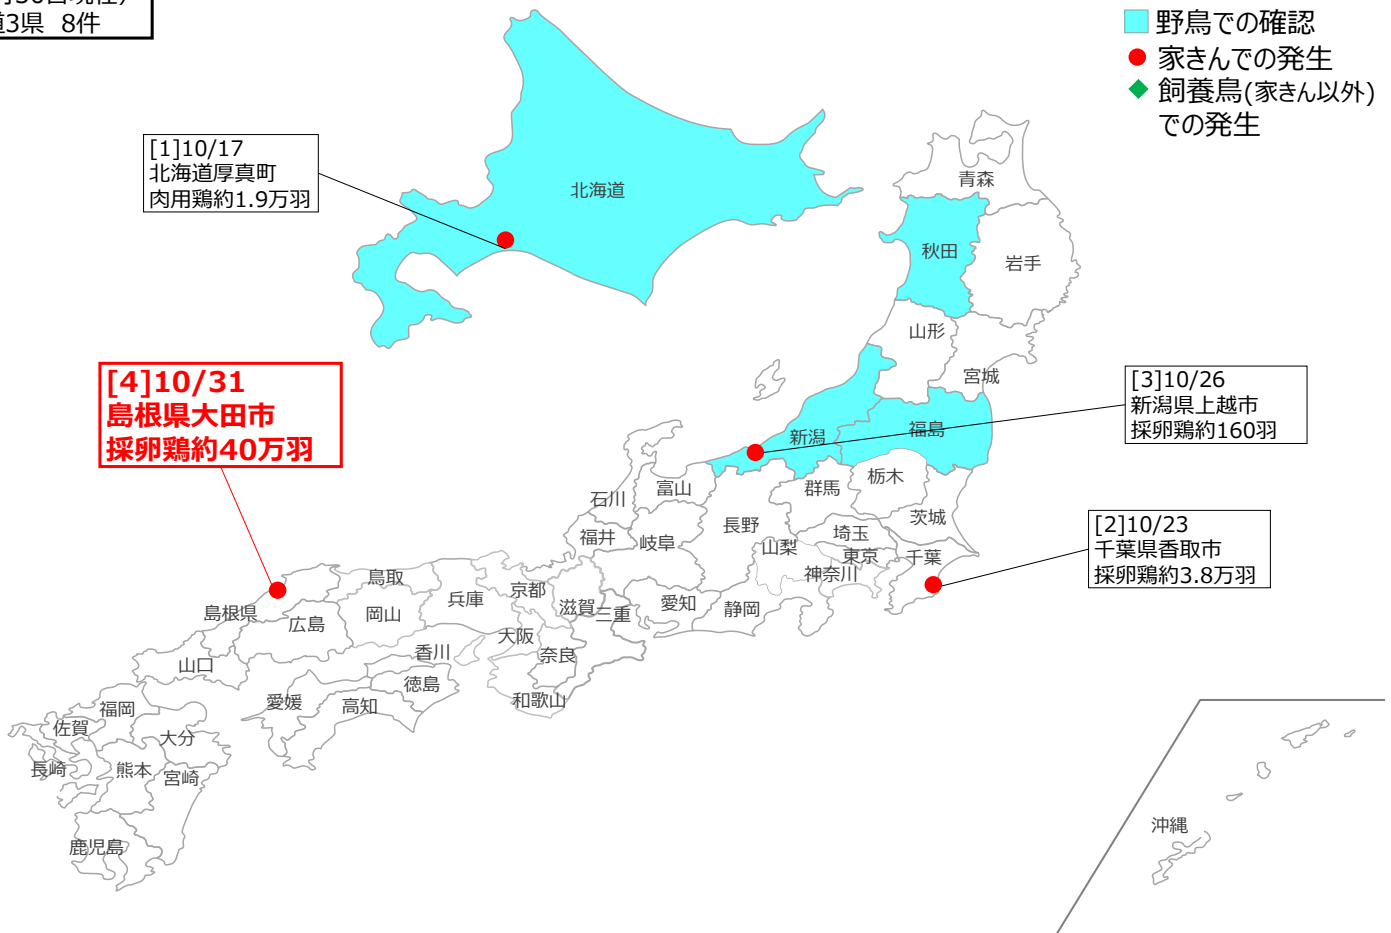 月30日現在)
道3県 8件
野鳥での確認
家きんでの発生
飼養鳥(家きん以外)
での発生
[1]10/17
北海道厚真町
肉用鶏約1.9万羽
北海道
青森
秋田
岩手
山形
宮城
[4]10/31
島根県大田市
採卵鶏約40万羽
[3]10/26
新潟県上越市
採卵鶏約160羽
新潟
福島
栃木
群馬
富山
石川
長野
茨城
福井
岐阜
埼玉
山梨
東京
千葉
神奈川
[2]10/23
千葉県香取市
採卵鶏約3.8万羽
鳥取
兵庫
京都
滋賀
三重
愛知
静岡
島根県
広島
岡山
大阪
奈良
香川
山口
徳島
和歌山
愛媛
高知
福岡
佐賀
大分
長崎
熊本
宮崎
鹿児島
沖縄